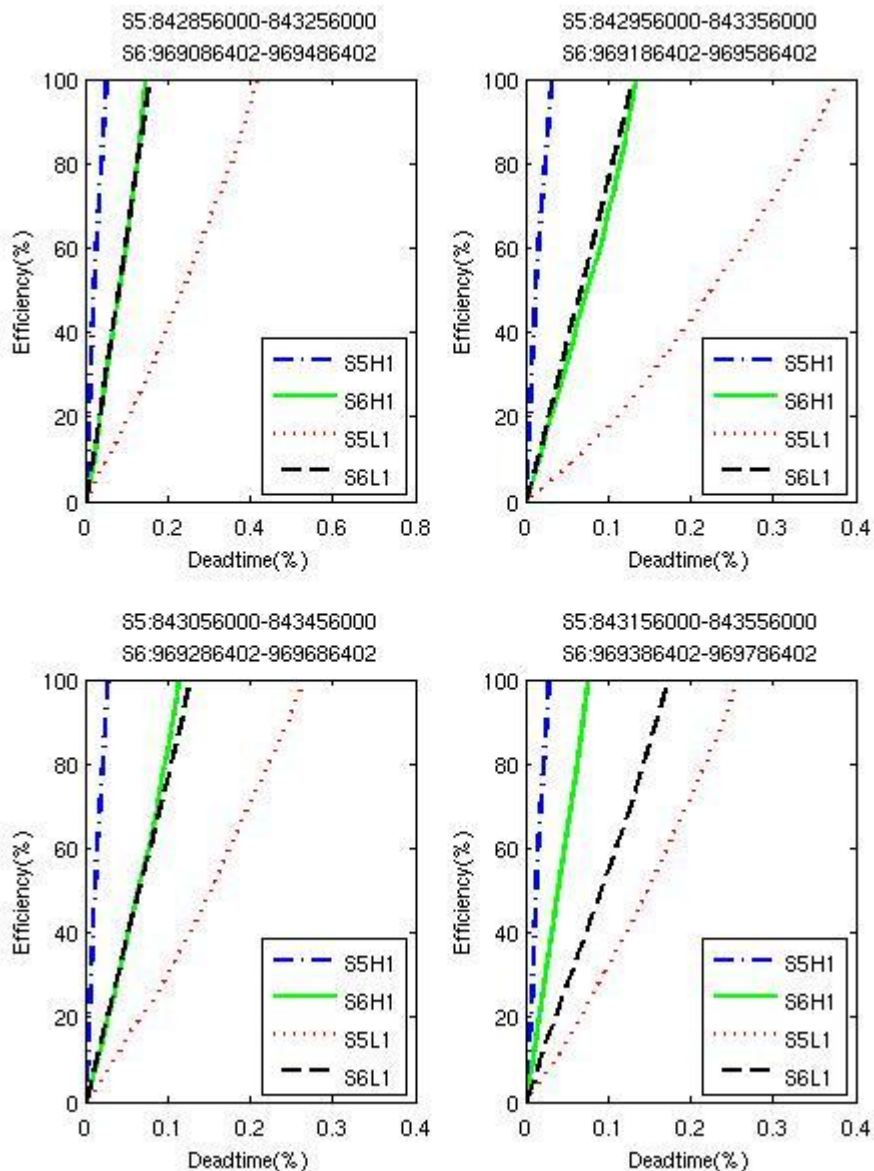 S5:842856000-843256000
S6:969086402-969486402
100
80
60
40
20
0
Efficiency(%)
0 0.2 0.4 0.6 0.8
Deadtime(%)
S5H1
S6H1
S5L1
S6L1
S5:842956000-843356000
S6:969186402-969586402
100
80
60
40
20
0
Efficiency(%)
0 0.1 0.2 0.3 0.4
Deadtime(%)
S5H1
S6H1
S5L1
S6L1
S5:843056000-843456000
S6:969286402-969686402
100
80
60
40
20
0
Efficiency(%)
0 0.1 0.2 0.3 0.4
Deadtime(%)
S5H1
S6H1
S5L1
S6L1
S5:843156000-843556000
S6:969386402-969786402
100
80
60
40
20
0
Efficiency(%)
0 0.1 0.2 0.3 0.4
Deadtime(%)
S5H1
S6H1
S5L1
S6L1